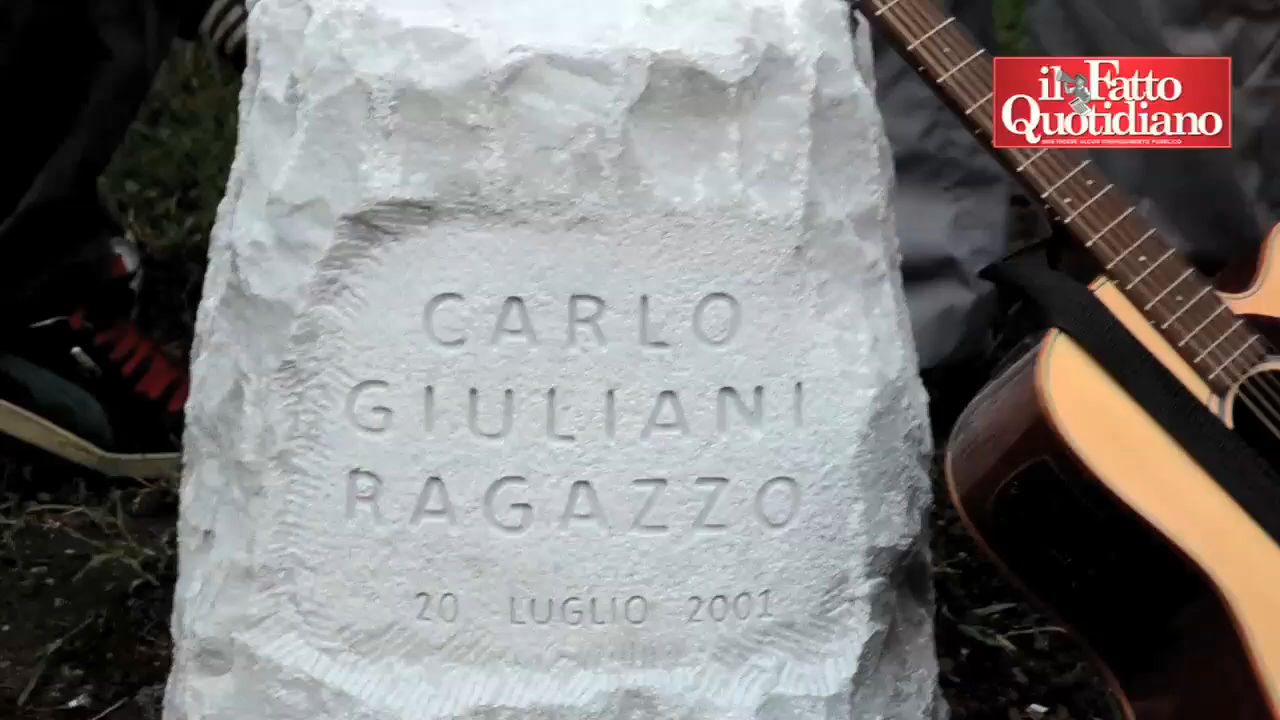 il Fatto
Quotidiano
CARLO
GIULIANI
RAGAZZO
20 LUGLIO 2001